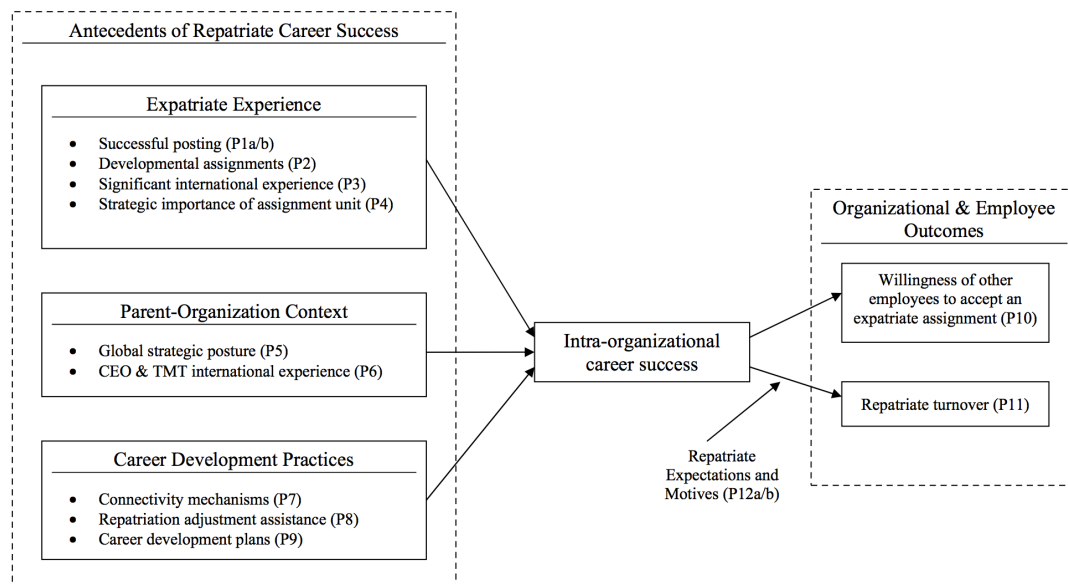 Antecedents of Repatriate Career Success
Expatriate Experience
• Successful posting (P1a/b)
• Developmental assignments (P2)
• Significant international experience (P3)
• Strategic importance of assignment unit (P4)
Parent-Organization Context
• Global strategic posture (P5)
• CEO & TMT international experience (P6)
Career Development Practices
• Connectivity mechanisms (P7)
• Repatriation adjustment assistance (P8)
• Career development plans (P9)
Intra-organizational
career success
Repatriate
Expectations and
Motives (P12a/b)
Organizational & Employee
Outcomes
Willingness of other
employees to accept an
expatriate assignment (P10)
Repatriate turnover (P11)